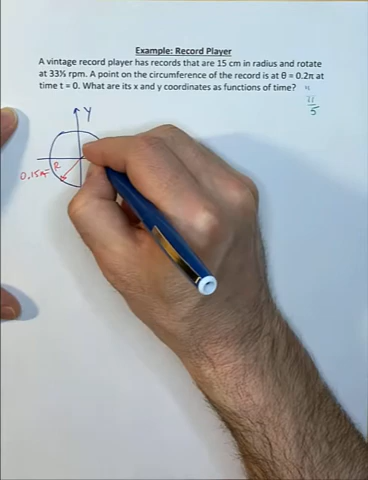 Example: Record Player
A vintage record player has records that are 15 cm in radius and rotate
at 33⅓ rpm. A point on the circumference of the record is at θ = 0.2π at
time t = 0. What are its x and y coordinates as functions of time?
π
5
Y
R
0.15m